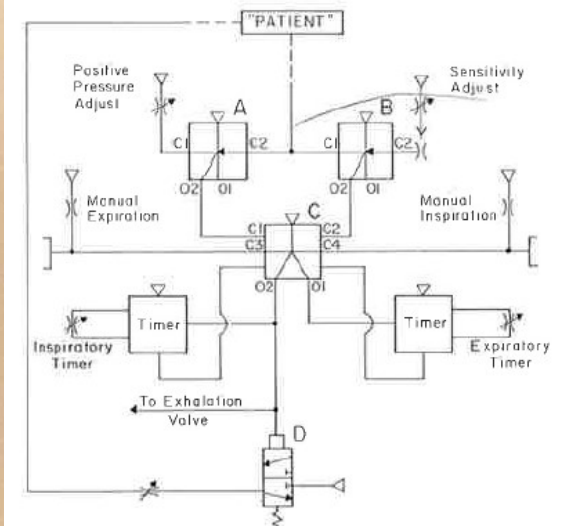 "PATIENT"
Positive
Pressure
Adjust
Sensitivity
Adjust
A
B
C1
C2
C1
C2
O2
O1
O2
O1
Manual
Expiration
Manual
Inspiration
C
C1
C2
C3
C4
O2
O1
Timer
Timer
Inspiratory
Timer
Expiratory
Timer
To Exhalation
Valve
D